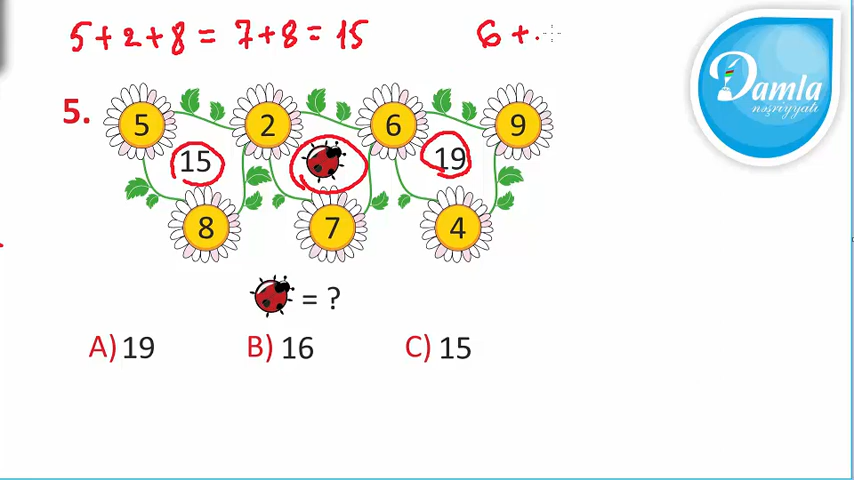 5+2+8 = 7+8 = 15
6 + .
Damla
nəşriyyatı
5.
5 2 6 9
15 19
8 7 4
= ?
A) 19 B) 16 C) 15